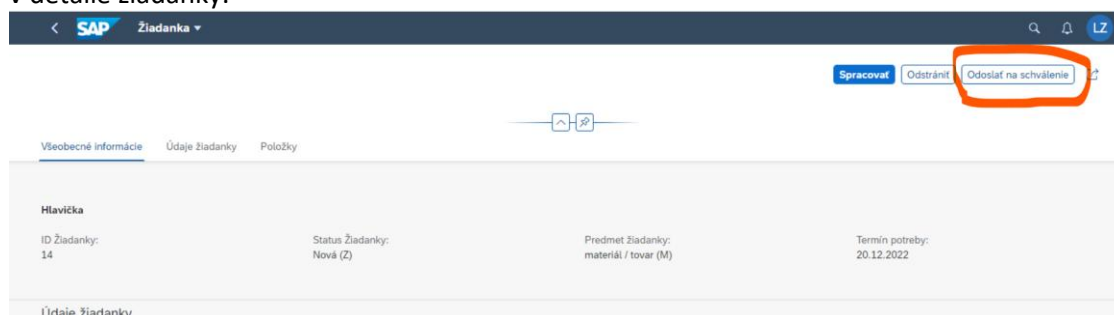 v detaile žiadanky:
SAP Žiadanka
LZ
Spracovať Odstrániť Odoslať na schválenie
Všeobecné informácie Údaje žiadanky Položky
Hlavička
ID Žiadanky: Status Žiadanky: Predmet žiadanky: Termín potreby:
14 Nová (Z) materiál / tovar (M) 20.12.2022
Údaje žiadanky